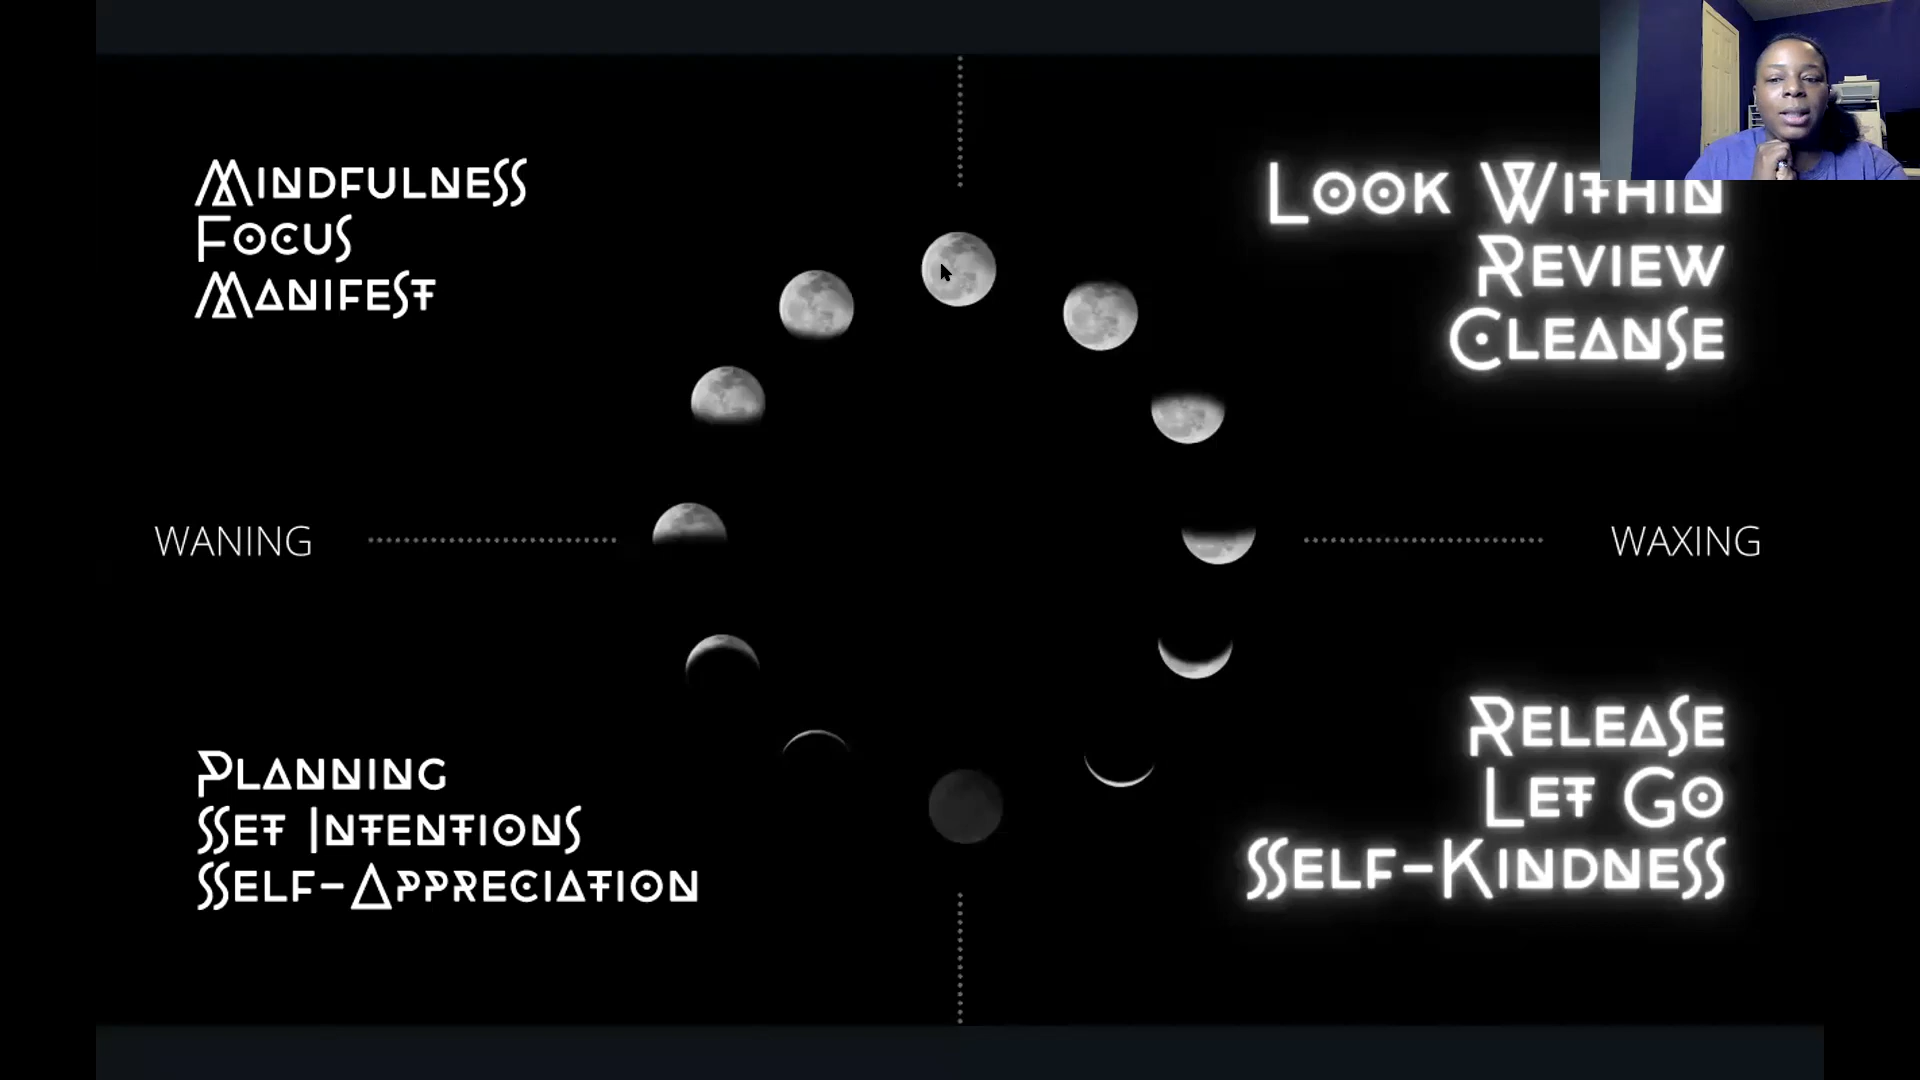 Mindfulness
Focus
Manifest
Look Within
Review
Cleanse
WANING
WAXING
Planning
Set Intentions
Self-Appreciation
Release
Let Go
Self-Kindness